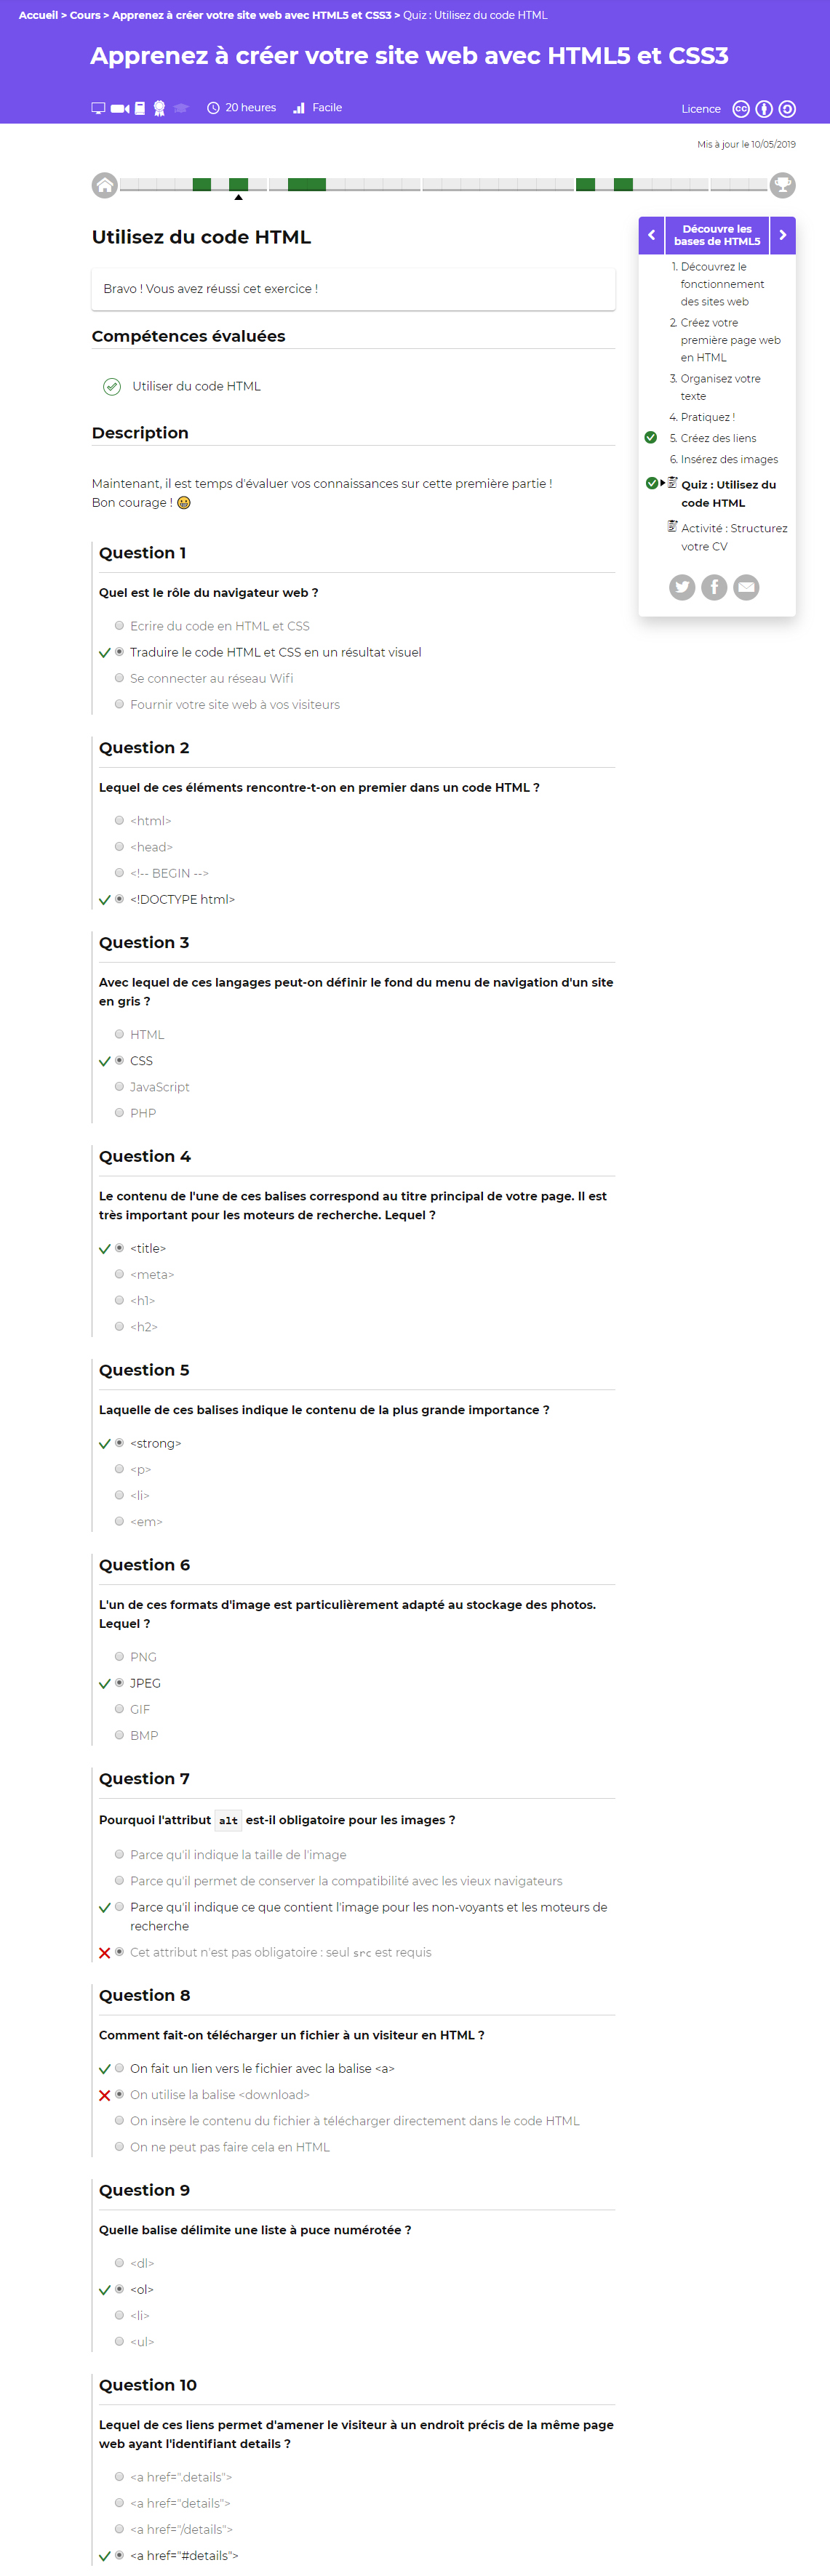 Accueil > Cours > Apprenez à créer votre site web avec HTML5 et CSS3 > Quiz : Utilisez du code HTML
Apprenez à créer votre site web avec HTML5 et CSS3
20 heures
Facile
Licence
Mis à jour le 10/05/2019
Utilisez du code HTML
Bravo ! Vous avez réussi cet exercice !
Compétences évaluées
Utiliser du code HTML
Description
Maintenant, il est temps d'évaluer vos connaissances sur cette première partie !
Bon courage !
Découvre les
bases de HTML5
1. Découvrez le
fonctionnement
des sites web
2. Créez votre
première page web
en HTML
3. Organisez votre
texte
4. Pratiquez !
5. Créez des liens
6. Insérez des images
Quiz : Utilisez du
code HTML
Activité : Structurez
votre CV
Question 1
Quel est le rôle du navigateur web ?
Ecrire du code en HTML et CSS
Traduire le code HTML et CSS en un résultat visuel
Se connecter au réseau Wifi
Fournir votre site web à vos visiteurs
Question 2
Lequel de ces éléments rencontre-t-on en premier dans un code HTML ?
<html>
<head>
<!-- BEGIN -->
<!DOCTYPE html>
Question 3
Avec lequel de ces langages peut-on définir le fond du menu de navigation d'un site
en gris ?
HTML
CSS
JavaScript
PHP
Question 4
Le contenu de l'une de ces balises correspond au titre principal de votre page. Il est
très important pour les moteurs de recherche. Lequel ?
<title>
<meta>
<h1>
<h2>
Question 5
Laquelle de ces balises indique le contenu de la plus grande importance ?
<strong>
<p>
<li>
<em>
Question 6
L'un de ces formats d'image est particulièrement adapté au stockage des photos.
Lequel ?
PNG
JPEG
GIF
BMP
Question 7
Pourquoi l'attribut alt est-il obligatoire pour les images ?
Parce qu'il indique la taille de l'image
Parce qu'il permet de conserver la compatibilité avec les vieux navigateurs
Parce qu'il indique ce que contient l'image pour les non-voyants et les moteurs de
recherche
Cet attribut n'est pas obligatoire : seul src est requis
Question 8
Comment fait-on télécharger un fichier à un visiteur en HTML ?
On fait un lien vers le fichier avec la balise <a>
On utilise la balise <download>
On insère le contenu du fichier à télécharger directement dans le code HTML
On ne peut pas faire cela en HTML
Question 9
Quelle balise délimite une liste à puce numérotée ?
<dl>
<ol>
<li>
<ul>
Question 10
Lequel de ces liens permet d'amener le visiteur à un endroit précis de la même page
web ayant l'identifiant details ?
<a href=".details">
<a href="details">
<a href="/details">
<a href="#details">